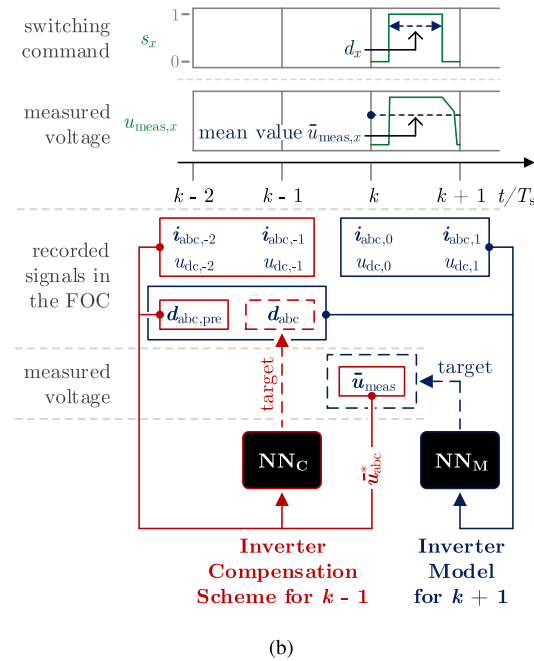 switching
command
s_x
1
0
d_x
measured
voltage
u_meas,x
mean value ū_meas,x
k - 2
k - 1
k
k + 1
t/T_s
recorded
signals in
the FOC
i_abc,-2
i_abc,-1
i_abc,0
i_abc,1
u_dc,-2
u_dc,-1
u_dc,0
u_dc,1
d_abc,pre
d_abc
measured
voltage
target
ū_meas
target
NN_C
ū*_abc
NN_M
Inverter
Compensation
Scheme for k - 1
Inverter
Model
for k + 1
(b)